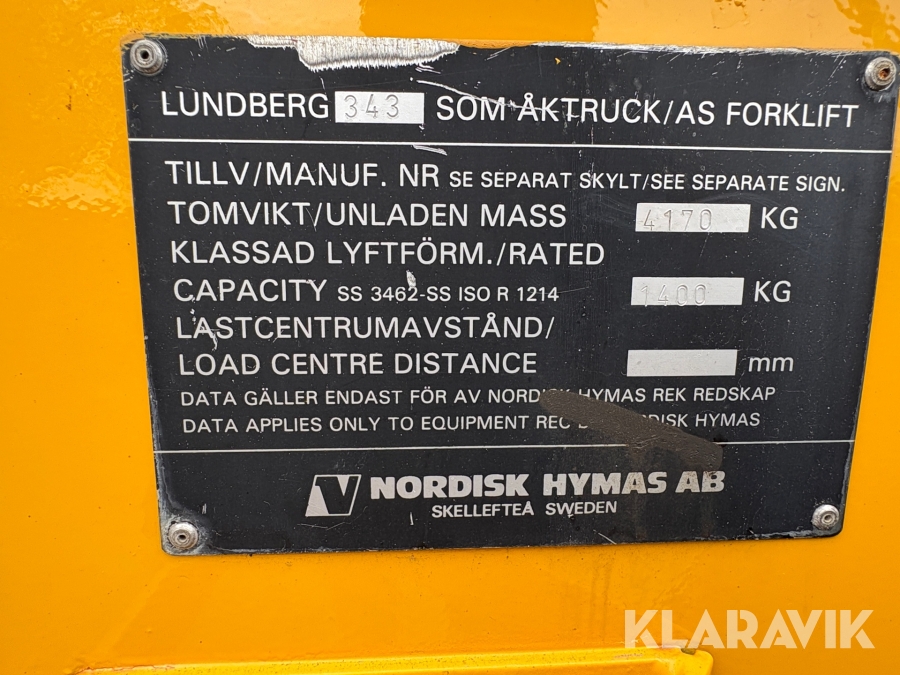 LUNDBERG 343 SOM ÅKTRUCK/AS FORKLIFT
TILLV/MANUF. NR SE SEPARAT SKYLT/SEE SEPARATE SIGN.
TOMVIKT/UNLADEN MASS 4170 KG
KLASSAD LYFTFÖRM./RATED
CAPACITY SS 3462-SS ISO R 1214 1400 KG
LASTCENTRUMAVSTÅND/
LOAD CENTRE DISTANCE mm
DATA GÄLLER ENDAST FÖR AV NORDISK HYMAS REK REDSKAP
DATA APPLIES ONLY TO EQUIPMENT REC BY NORDISK HYMAS
NORDISK HYMAS AB
SKELLEFTEÅ SWEDEN
KLARAVIK